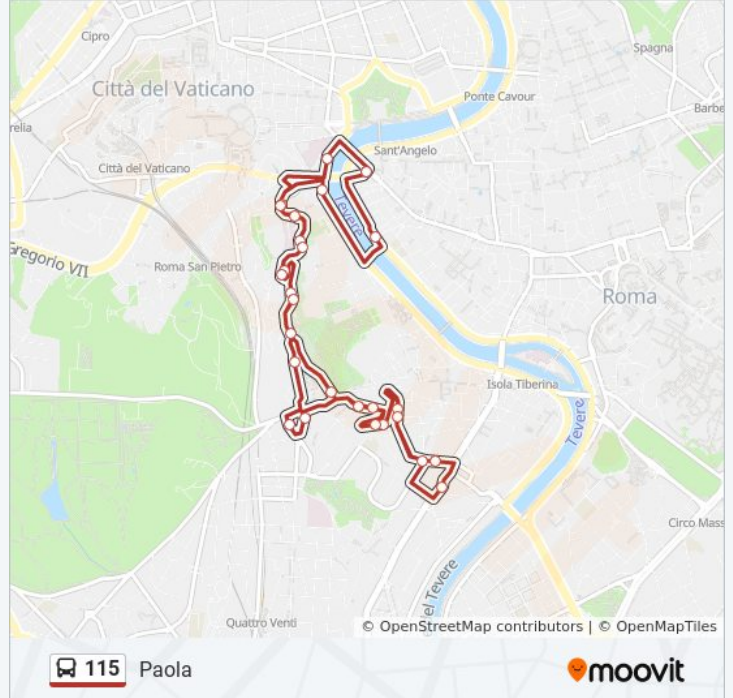 Cipro
Spagna
Città del Vaticano
Ponte Cavour
Barbe
relia
Sant'Angelo
Città del Vaticano
Tevere
Gregorio VII
Roma San Pietro
Roma
Isola Tiberina
Tevere
Circo Mass
el Tevere
Quattro Venti
© OpenStreetMap contributors | © OpenMapTiles
115 Paola
moovit